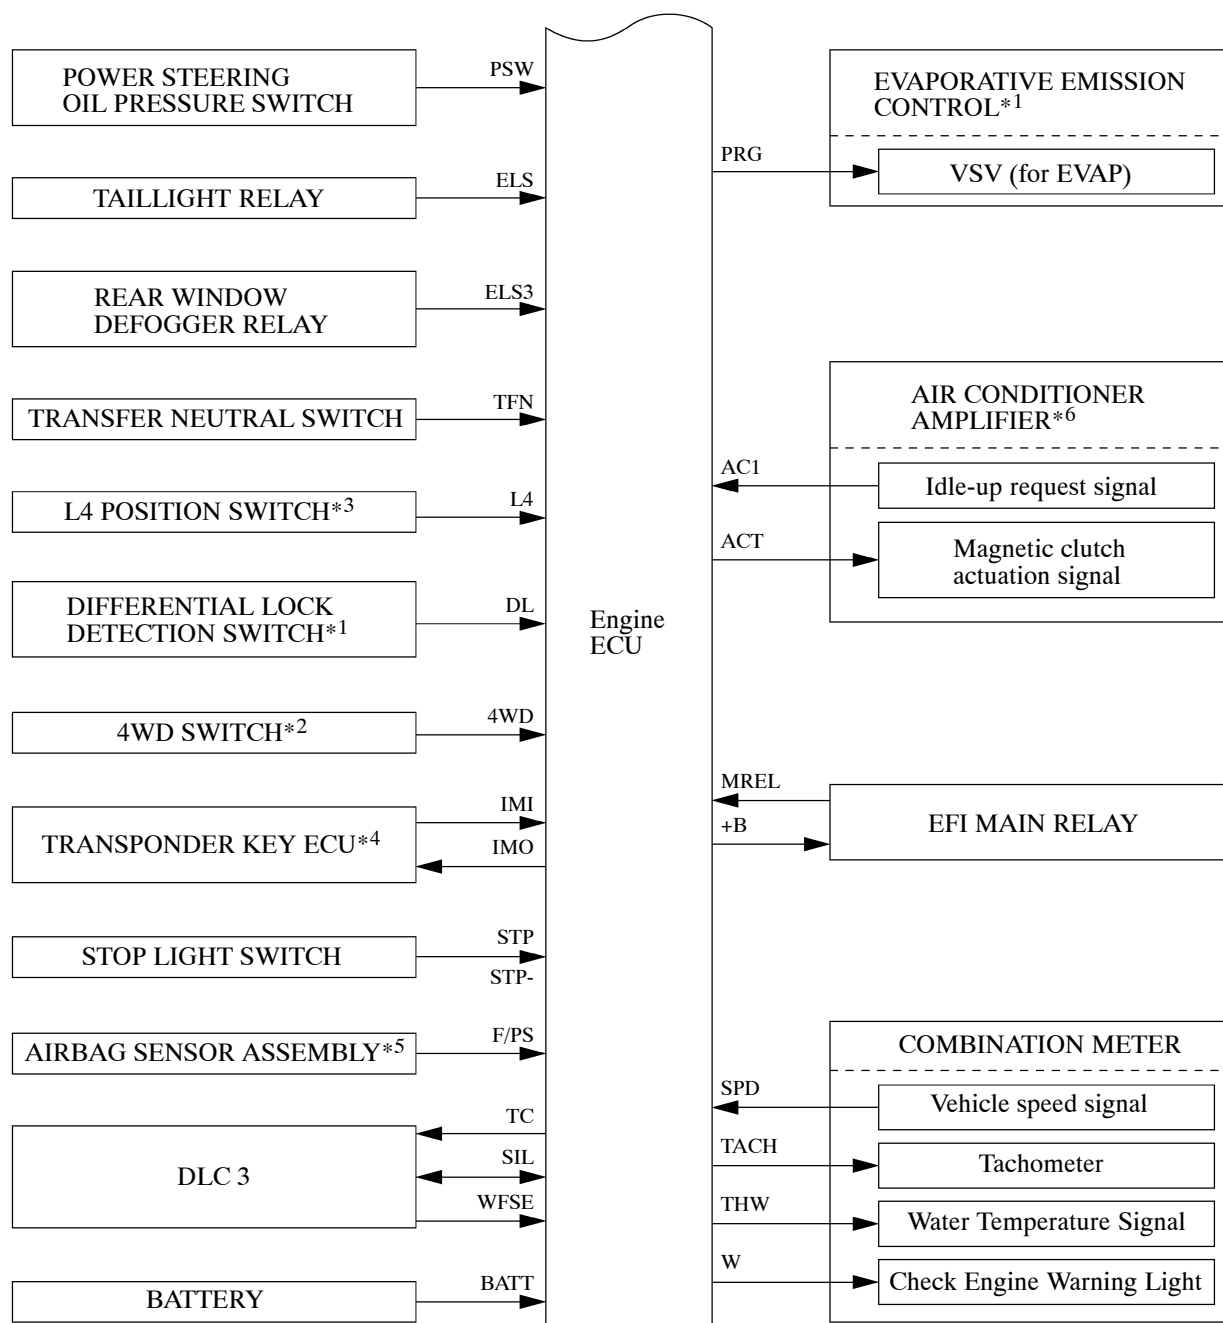 POWER STEERING
OIL PRESSURE SWITCH
PSW
TAILLIGHT RELAY
ELS
REAR WINDOW
DEFOGGER RELAY
ELS3
TRANSFER NEUTRAL SWITCH
TFN
L4 POSITION SWITCH*3
L4
DIFFERENTIAL LOCK
DETECTION SWITCH*1
DL
4WD SWITCH*2
4WD
TRANSPONDER KEY ECU*4
IMI
IMO
STOP LIGHT SWITCH
STP
STP-
AIRBAG SENSOR ASSEMBLY*5
F/PS
DLC 3
TC
SIL
WFSE
BATTERY
BATT
Engine
ECU
EVAPORATIVE EMISSION
CONTROL*1
PRG
VSV (for EVAP)
AIR CONDITIONER
AMPLIFIER*6
AC1
Idle-up request signal
ACT
Magnetic clutch
actuation signal
MREL
+B
EFI MAIN RELAY
COMBINATION METER
SPD
Vehicle speed signal
TACH
Tachometer
THW
Water Temperature Signal
W
Check Engine Warning Light